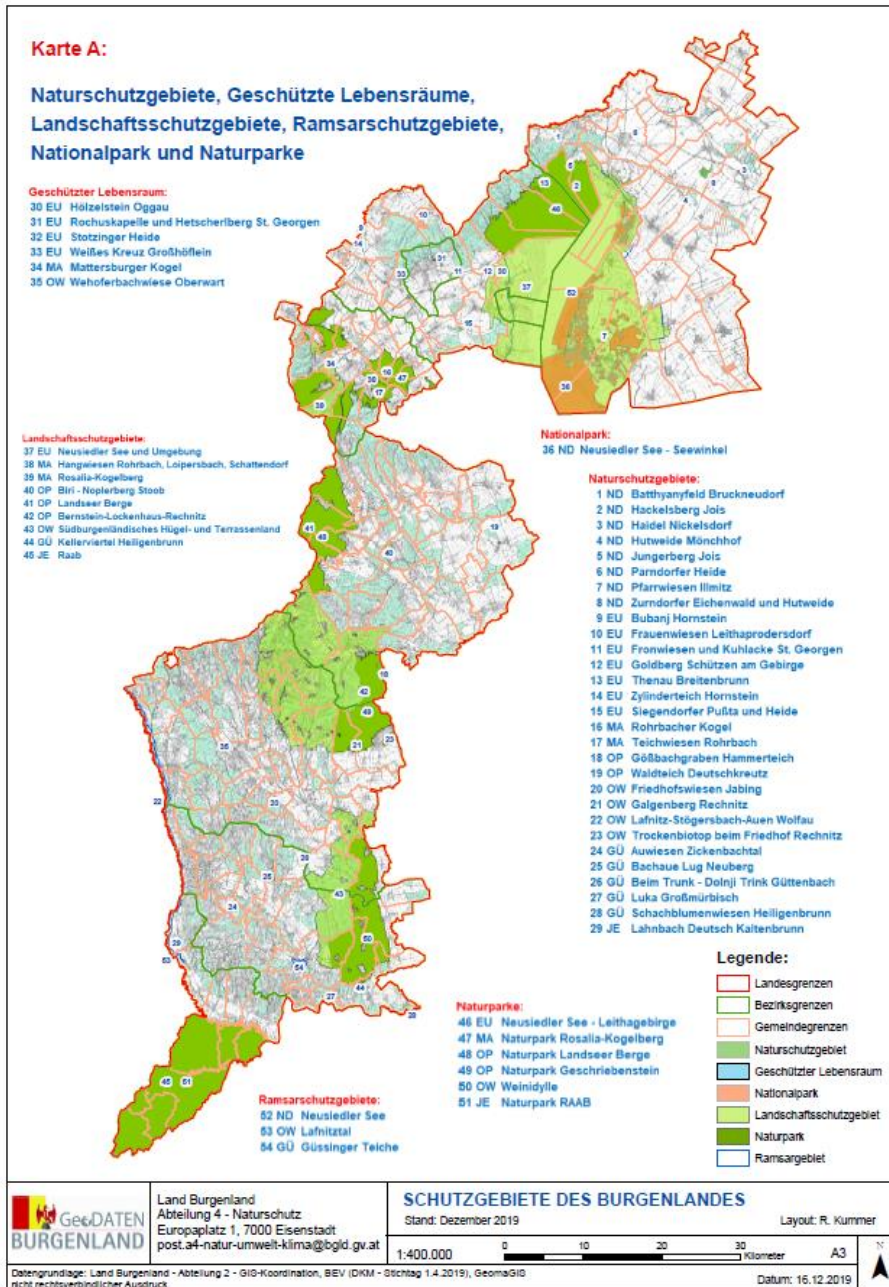 Karte A:
Naturschutzgebiete, Geschützte Lebensräume,
Landschaftsschutzgebiete, Ramsarschutzgebiete,
Nationalpark und Naturparke
Geschützter Lebensraum:
30 EU Hölzelstein Oggau
31 EU Rochuskapelle und Hetscherlberg St. Georgen
32 EU Stotzinger Heide
33 EU Weißes Kreuz Großhöflein
34 MA Mattersburger Kogel
35 OW Wehoferbachwiese Oberwart
Landschaftsschutzgebiete:
37 EU Neusiedler See und Umgebung
38 MA Hangwiesen Rohrbach, Loipersbach, Schattendorf
39 MA Rosalia-Kogelberg
40 OP Biri - Noplerberg Stoob
41 OP Landseer Berge
42 OP Bernstein-Lockenhaus-Rechnitz
43 OW Südburgenländisches Hügel- und Terrassenland
44 GÜ Kellerviertel Heiligenbrunn
45 JE Raab
Nationalpark:
36 ND Neusiedler See - Seewinkel
Naturschutzgebiete:
1 ND Batthyanyfeld Bruckneudorf
2 ND Hackelsberg Jois
3 ND Haidel Nickelsdorf
4 ND Hutweide Mönchhof
5 ND Jungerberg Jois
6 ND Parndorfer Heide
7 ND Pfarrwiesen Illmitz
8 ND Zurndorfer Eichenwald und Hutweide
9 EU Bubanj Hornstein
10 EU Frauenwiesen Leithaprodersdorf
11 EU Fronwiesen und Kuhlacke St. Georgen
12 EU Goldberg Schützen am Gebirge
13 EU Thenau Breitenbrunn
14 EU Zylinderteich Hornstein
15 EU Siegendorfer Pußta und Heide
16 MA Rohrbacher Kogel
17 MA Teichwiesen Rohrbach
18 OP Gößbachgraben Hammerteich
19 OP Waldteich Deutschkreutz
20 OW Friedhofswiesen Jabing
21 OW Galgenberg Rechnitz
22 OW Lafnitz-Stögersbach-Auen Wolfau
23 OW Trockenbiotop beim Friedhof Rechnitz
24 GÜ Auwiesen Zickenbachtal
25 GÜ Bachaue Lug Neuberg
26 GÜ Beim Trunk - Dolnji Trink Güttenbach
27 GÜ Luka Großmürbisch
28 GÜ Schachblumenwiesen Heiligenbrunn
29 JE Lahnbach Deutsch Kaltenbrunn
Naturparke:
46 EU Neusiedler See - Leithagebirge
47 MA Naturpark Rosalia-Kogelberg
48 OP Naturpark Landseer Berge
49 OP Naturpark Geschriebenstein
50 OW Weinidylle
51 JE Naturpark RAAB
Ramsarschutzgebiete:
52 ND Neusiedler See
53 OW Lafnitztal
54 GÜ Güssinger Teiche
Legende:
Landesgrenzen
Bezirksgrenzen
Gemeindegrenzen
Naturschutzgebiet
Geschützter Lebensraum
Nationalpark
Landschaftsschutzgebiet
Naturpark
Ramsargebiet
GeoDATEN
BURGENLAND
Land Burgenland
Abteilung 4 - Naturschutz
Europaplatz 1, 7000 Eisenstadt
post.a4-natur-umwelt-klima@bgld.gv.at
SCHUTZGEBIETE DES BURGENLANDES
Stand: Dezember 2019 Layout: R. Kummer
1:400.000 0 10 20 30 Kilometer A3
N
Datengrundlage: Land Burgenland - Abteilung 2 - GIS-Koordination, BEV (DKM - Stichtag 1.4.2019), GeomaGIS
nicht rechtsverbindlicher Ausdruck
Datum: 16.12.2019